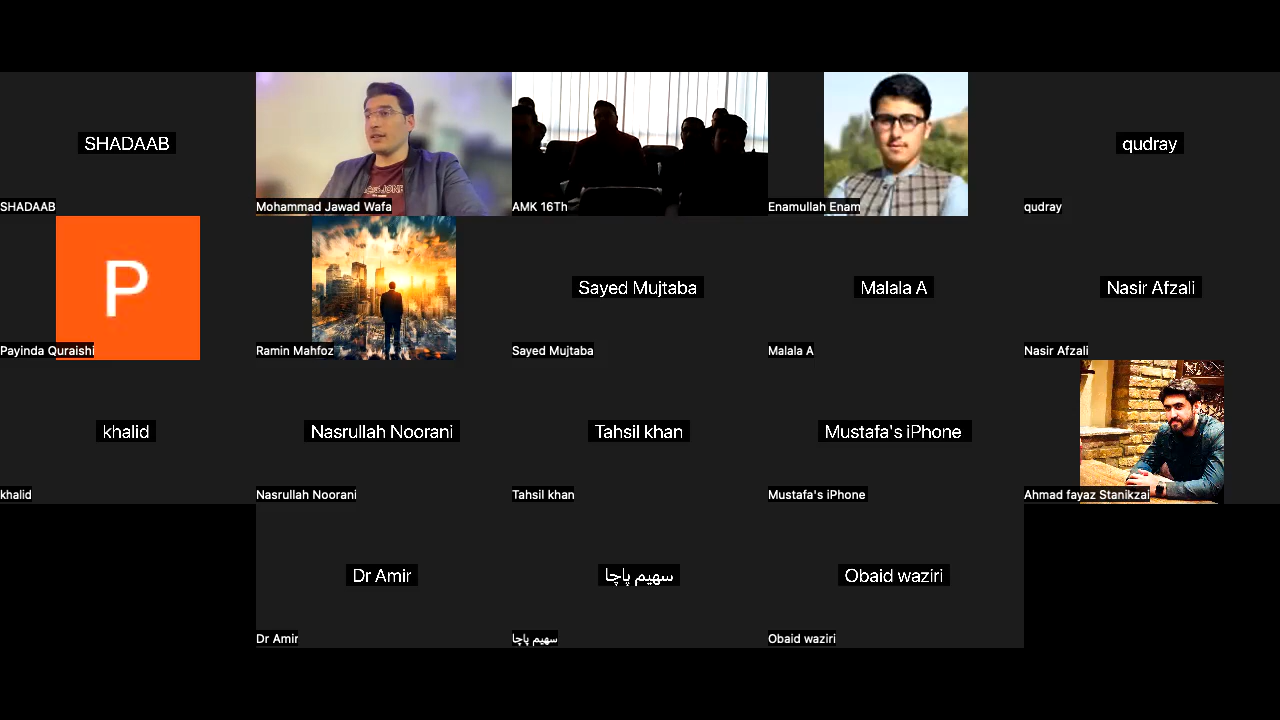 SHADAAB
SHADAAB
Mohammad Jawad Wafa
AMK 16Th
Enamullah Enam
qudray
qudray
P
Payinda Quraishi
Ramin Mahfoz
Sayed Mujtaba
Sayed Mujtaba
Malala A
Malala A
Nasir Afzali
Nasir Afzali
khalid
khalid
Nasrullah Noorani
Nasrullah Noorani
Tahsil khan
Tahsil khan
Mustafa's iPhone
Mustafa's iPhone
Ahmad fayaz Stanikzai
Dr Amir
Dr Amir
سهیم پاچا
سهیم پاچا
Obaid waziri
Obaid waziri